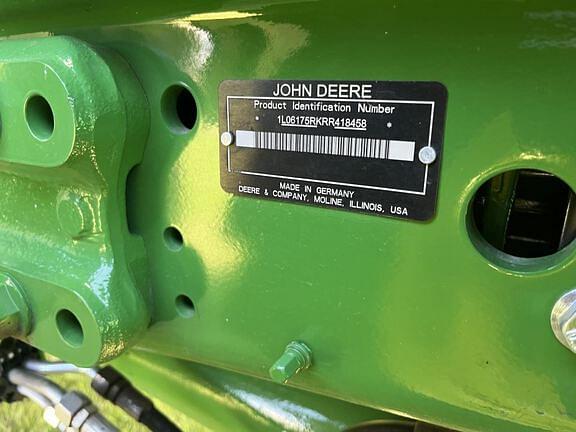 JOHN DEERE
Product Identification Number
* 1L06175RKRR418458 *
MADE IN GERMANY
DEERE & COMPANY, MOLINE, ILLINOIS, USA